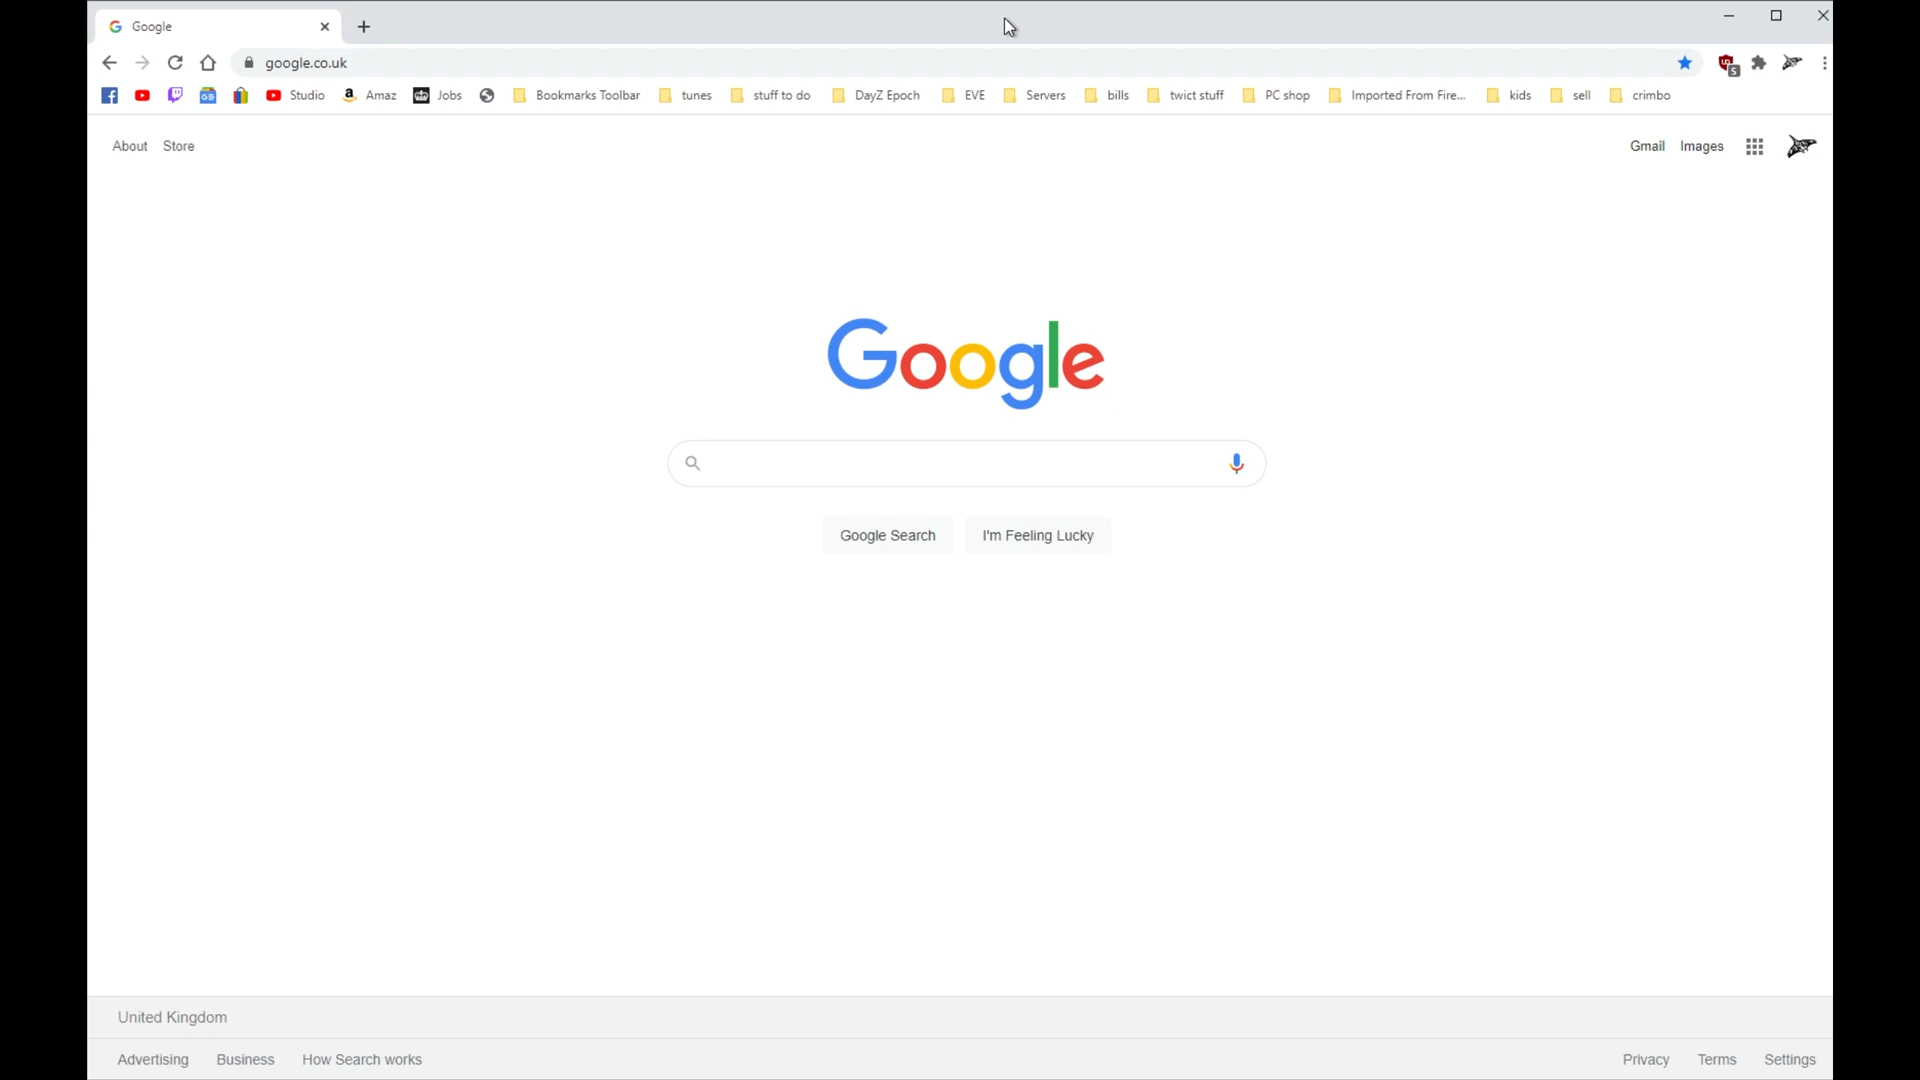 Google
google.co.uk
5
Studio Amaz Jobs Bookmarks Toolbar tunes stuff to do DayZ Epoch EVE Servers bills twict stuff PC shop Imported From Fire... kids sell crimbo
About Store Gmail Images
Google
Google Search I'm Feeling Lucky
United Kingdom
Advertising Business How Search works Privacy Terms Settings